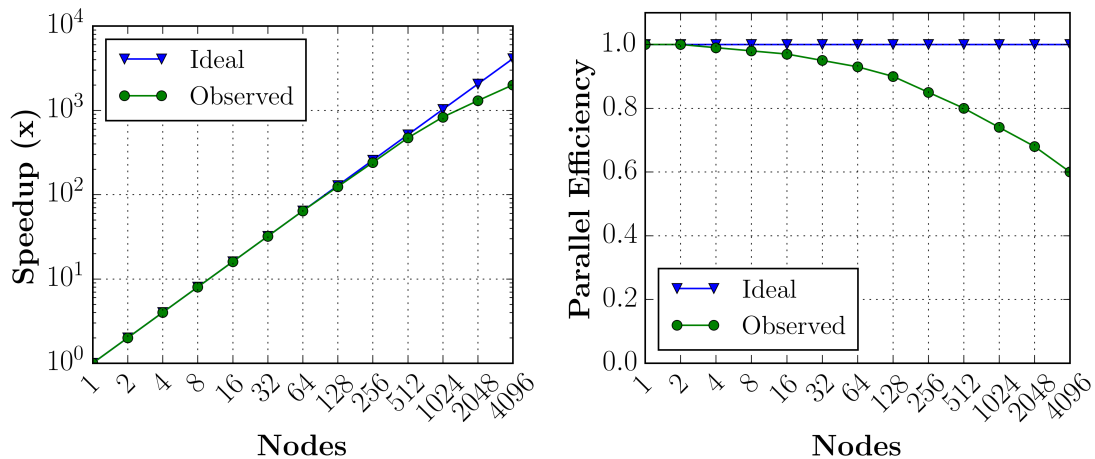 10^4
10^3
10^2
10^1
10^0
Speedup (x)
Ideal
Observed
1 2 4 8 16 32 64 128 256 512 1024 2048 4096
Nodes
1.0
0.8
0.6
0.4
0.2
0.0
Parallel Efficiency
Ideal
Observed
1 2 4 8 16 32 64 128 256 512 1024 2048 4096
Nodes